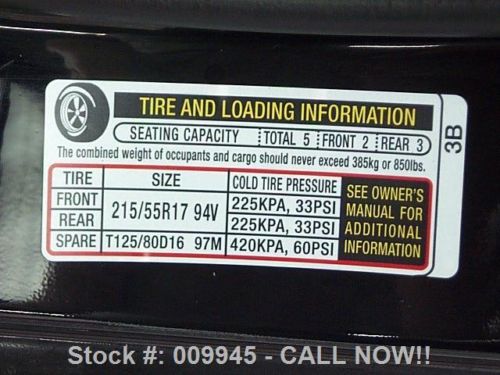 TIRE AND LOADING INFORMATION
SEATING CAPACITY TOTAL 5 FRONT 2 REAR 3
The combined weight of occupants and cargo should never exceed 385kg or 850lbs.
3B
TIRE SIZE COLD TIRE PRESSURE
FRONT 215/55R17 94V 225KPA, 33PSI
REAR 225KPA, 33PSI
SPARE T125/80D16 97M 420KPA, 60PSI
SEE OWNER'S
MANUAL FOR
ADDITIONAL
INFORMATION
Stock #: 009945 - CALL NOW!!